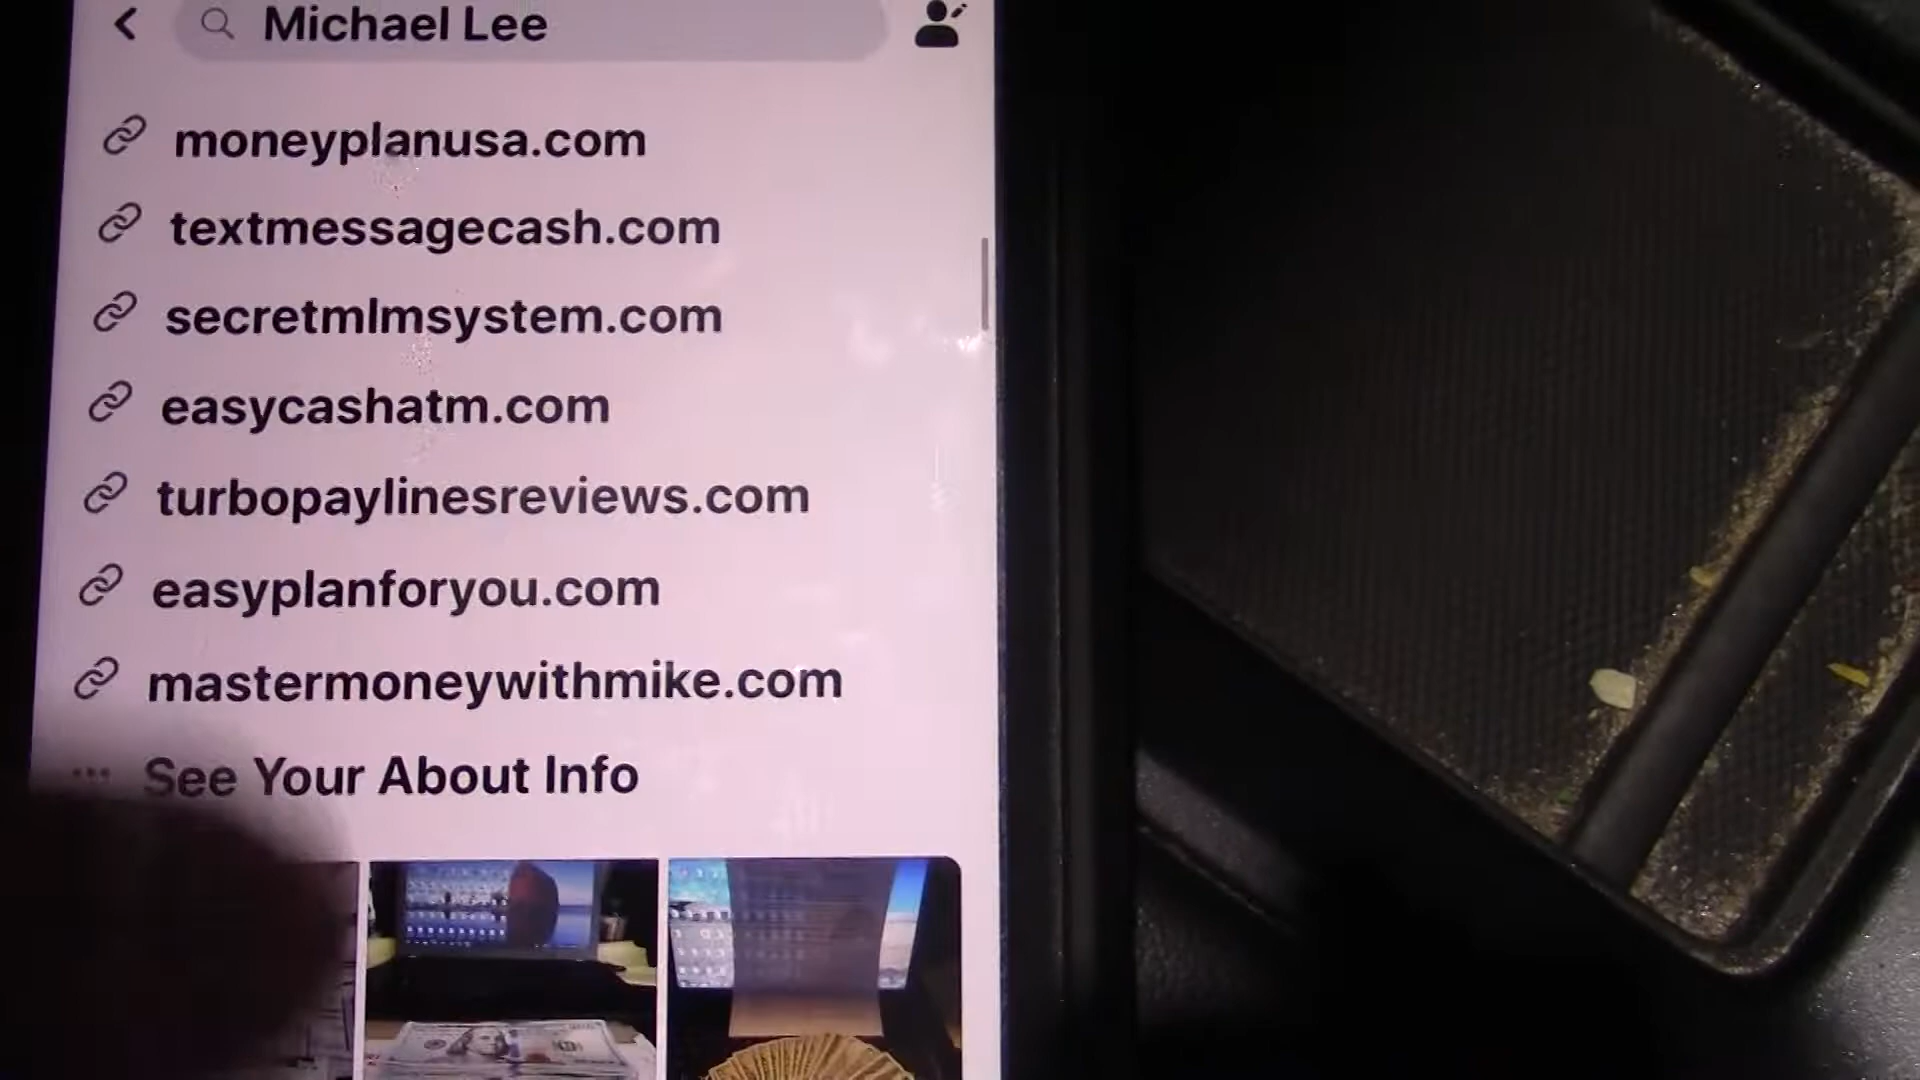 Michael Lee
moneyplanusa.com
textmessagecash.com
secretmlmsystem.com
easycashatm.com
turbopaylinesreviews.com
easyplanforyou.com
mastermoneywithmike.com
See Your About Info